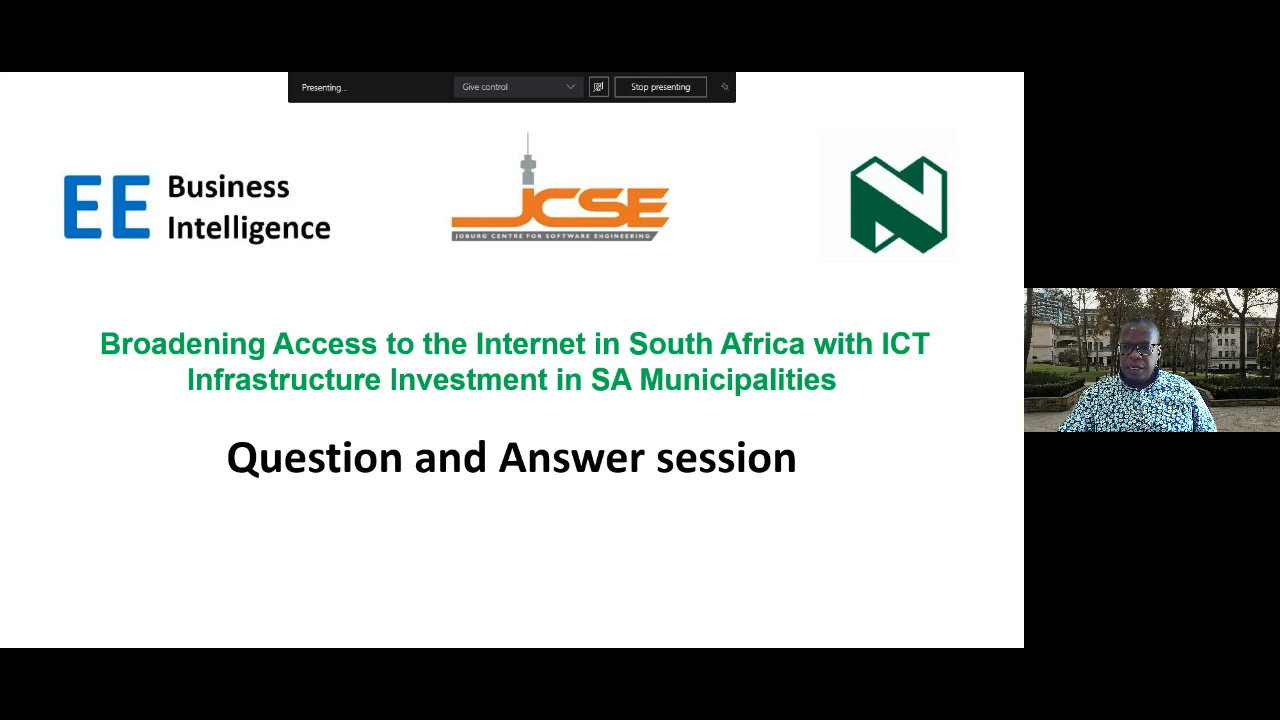 Presenting...
Give control
Stop presenting
EE Business
Intelligence
JCSE
JOBURG CENTRE FOR SOFTWARE ENGINEERING
Broadening Access to the Internet in South Africa with ICT
Infrastructure Investment in SA Municipalities
Question and Answer session